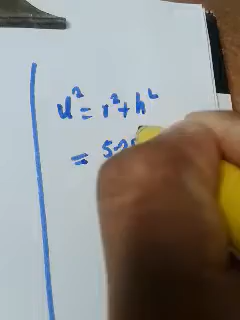 u² = r² + h²
=